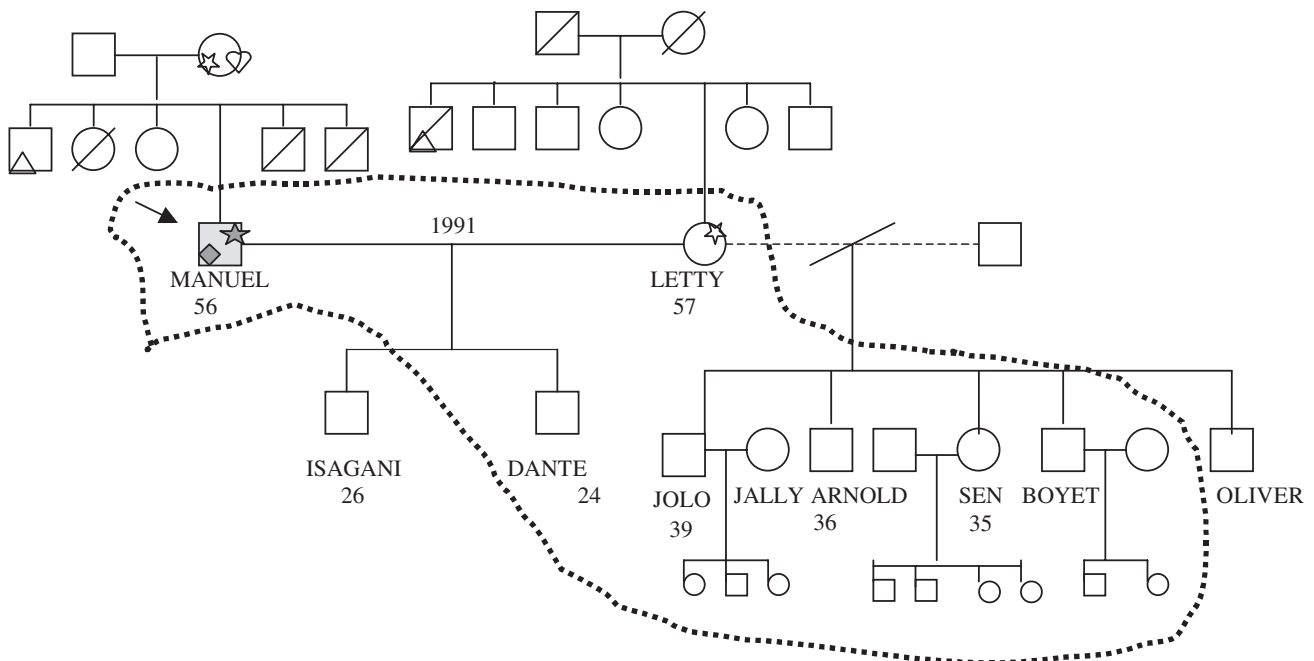 1991
MANUEL
56
LETTY
57
ISAGANI
26
DANTE
24
JOLO
39
JALLY
ARNOLD
36
SEN
35
BOYET
OLIVER